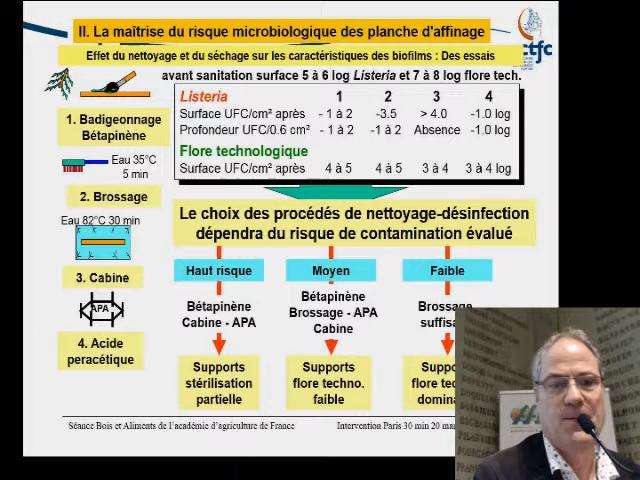 II. La maîtrise du risque microbiologique des planche d'affinage
ctfc
Effet du nettoyage et du séchage sur les caractéristiques des biofilms : Des essais
avant sanitation surface 5 à 6 log Listeria et 7 à 8 log flore tech.
Listeria 1 2 3 4
Surface UFC/cm² après - 1 à 2 -3.5 > 4.0 -1.0 log
Profondeur UFC/0.6 cm² - 1 à 2 -1 à 2 Absence -1.0 log
Flore technologique
Surface UFC/cm² après 4 à 5 4 à 5 3 à 4 3 à 4 log
1. Badigeonnage
Bétapinène
Eau 35°C
5 min
2. Brossage
Eau 82°C 30 min
3. Cabine
APA
4. Acide
peracétique
Le choix des procédés de nettoyage-désinfection
dépendra du risque de contamination évalué
Haut risque Moyen Faible
Bétapinène
Cabine - APA
Bétapinène
Brossage - APA
Cabine
Brossage
suffisa
Supports
stérilisation
partielle
Supports
flore techno.
faible
Suppo
flore tec
domina
Séance Bois et Aliments de l'académie d'agriculture de France Intervention Paris 30 min 20 mar